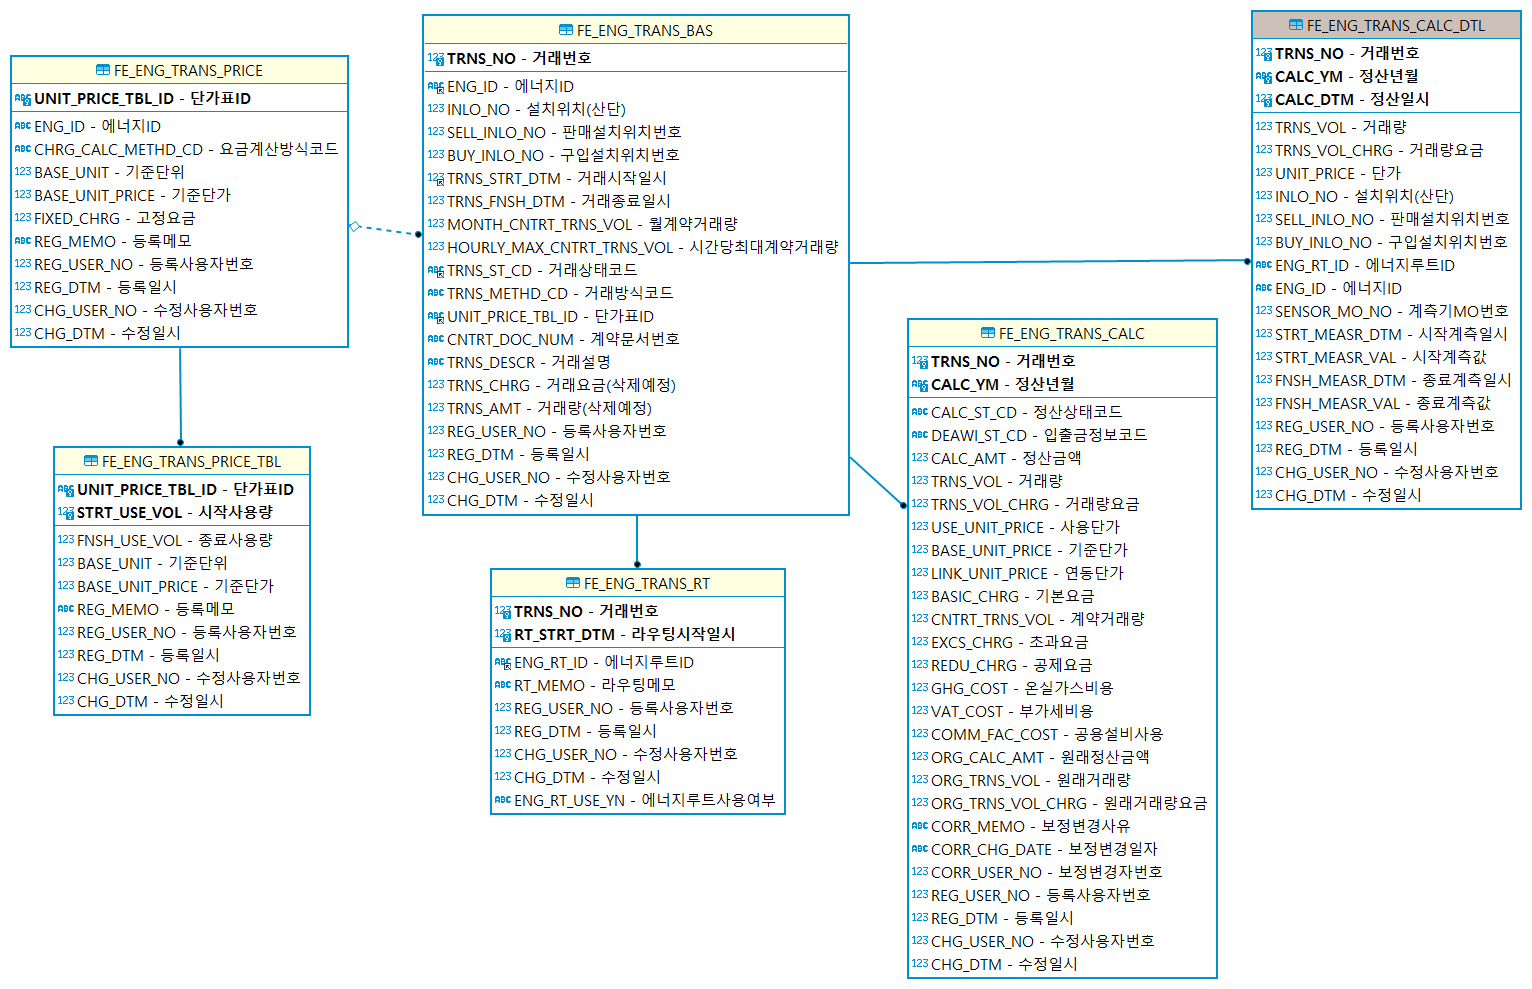 FE_ENG_TRANS_PRICE
UNIT_PRICE_TBL_ID - 단가표ID
ENG_ID - 에너지ID
CHRG_CALC_METHD_CD - 요금계산방식코드
BASE_UNIT - 기준단위
BASE_UNIT_PRICE - 기준단가
FIXED_CHRG - 고정요금
REG_MEMO - 등록메모
REG_USER_NO - 등록사용자번호
REG_DTM - 등록일시
CHG_USER_NO - 수정사용자번호
CHG_DTM - 수정일시
FE_ENG_TRANS_PRICE_TBL
UNIT_PRICE_TBL_ID - 단가표ID
STRT_USE_VOL - 시작사용량
FNSH_USE_VOL - 종료사용량
BASE_UNIT - 기준단위
BASE_UNIT_PRICE - 기준단가
REG_MEMO - 등록메모
REG_USER_NO - 등록사용자번호
REG_DTM - 등록일시
CHG_USER_NO - 수정사용자번호
CHG_DTM - 수정일시
FE_ENG_TRANS_BAS
TRNS_NO - 거래번호
ENG_ID - 에너지ID
INLO_NO - 설치위치(산단)
SELL_INLO_NO - 판매설치위치번호
BUY_INLO_NO - 구입설치위치번호
TRNS_STRT_DTM - 거래시작일시
TRNS_FNSH_DTM - 거래종료일시
MONTH_CNTRT_TRNS_VOL - 월계약거래량
HOURLY_MAX_CNTRT_TRNS_VOL - 시간당최대계약거래량
TRNS_ST_CD - 거래상태코드
TRNS_METHD_CD - 거래방식코드
UNIT_PRICE_TBL_ID - 단가표ID
CNTRT_DOC_NUM - 계약문서번호
TRNS_DESCR - 거래설명
TRNS_CHRG - 거래요금(삭제예정)
TRNS_AMT - 거래량(삭제예정)
REG_USER_NO - 등록사용자번호
REG_DTM - 등록일시
CHG_USER_NO - 수정사용자번호
CHG_DTM - 수정일시
FE_ENG_TRANS_RT
TRNS_NO - 거래번호
RT_STRT_DTM - 라우팅시작일시
ENG_RT_ID - 에너지루트ID
RT_MEMO - 라우팅메모
REG_USER_NO - 등록사용자번호
REG_DTM - 등록일시
CHG_USER_NO - 수정사용자번호
CHG_DTM - 수정일시
ENG_RT_USE_YN - 에너지루트사용여부
FE_ENG_TRANS_CALC
TRNS_NO - 거래번호
CALC_YM - 정산년월
CALC_ST_CD - 정산상태코드
DEAWI_ST_CD - 입출금정보코드
CALC_AMT - 정산금액
TRNS_VOL - 거래량
TRNS_VOL_CHRG - 거래량요금
USE_UNIT_PRICE - 사용단가
BASE_UNIT_PRICE - 기준단가
LINK_UNIT_PRICE - 연동단가
BASIC_CHRG - 기본요금
CNTRT_TRNS_VOL - 계약거래량
EXCS_CHRG - 초과요금
REDU_CHRG - 공제요금
GHG_COST - 온실가스비용
VAT_COST - 부가세비용
COMM_FAC_COST - 공용설비사용
ORG_CALC_AMT - 원래정산금액
ORG_TRNS_VOL - 원래거래량
ORG_TRNS_VOL_CHRG - 원래거래량요금
CORR_MEMO - 보정변경사유
CORR_CHG_DATE - 보정변경일자
CORR_USER_NO - 보정변경자번호
REG_USER_NO - 등록사용자번호
REG_DTM - 등록일시
CHG_USER_NO - 수정사용자번호
CHG_DTM - 수정일시
FE_ENG_TRANS_CALC_DTL
TRNS_NO - 거래번호
CALC_YM - 정산년월
CALC_DTM - 정산일시
TRNS_VOL - 거래량
TRNS_VOL_CHRG - 거래량요금
UNIT_PRICE - 단가
INLO_NO - 설치위치(산단)
SELL_INLO_NO - 판매설치위치번호
BUY_INLO_NO - 구입설치위치번호
ENG_RT_ID - 에너지루트ID
ENG_ID - 에너지ID
SENSOR_MO_NO - 계측기MO번호
STRT_MEASR_DTM - 시작계측일시
STRT_MEASR_VAL - 시작계측값
FNSH_MEASR_DTM - 종료계측일시
FNSH_MEASR_VAL - 종료계측값
REG_USER_NO - 등록사용자번호
REG_DTM - 등록일시
CHG_USER_NO - 수정사용자번호
CHG_DTM - 수정일시